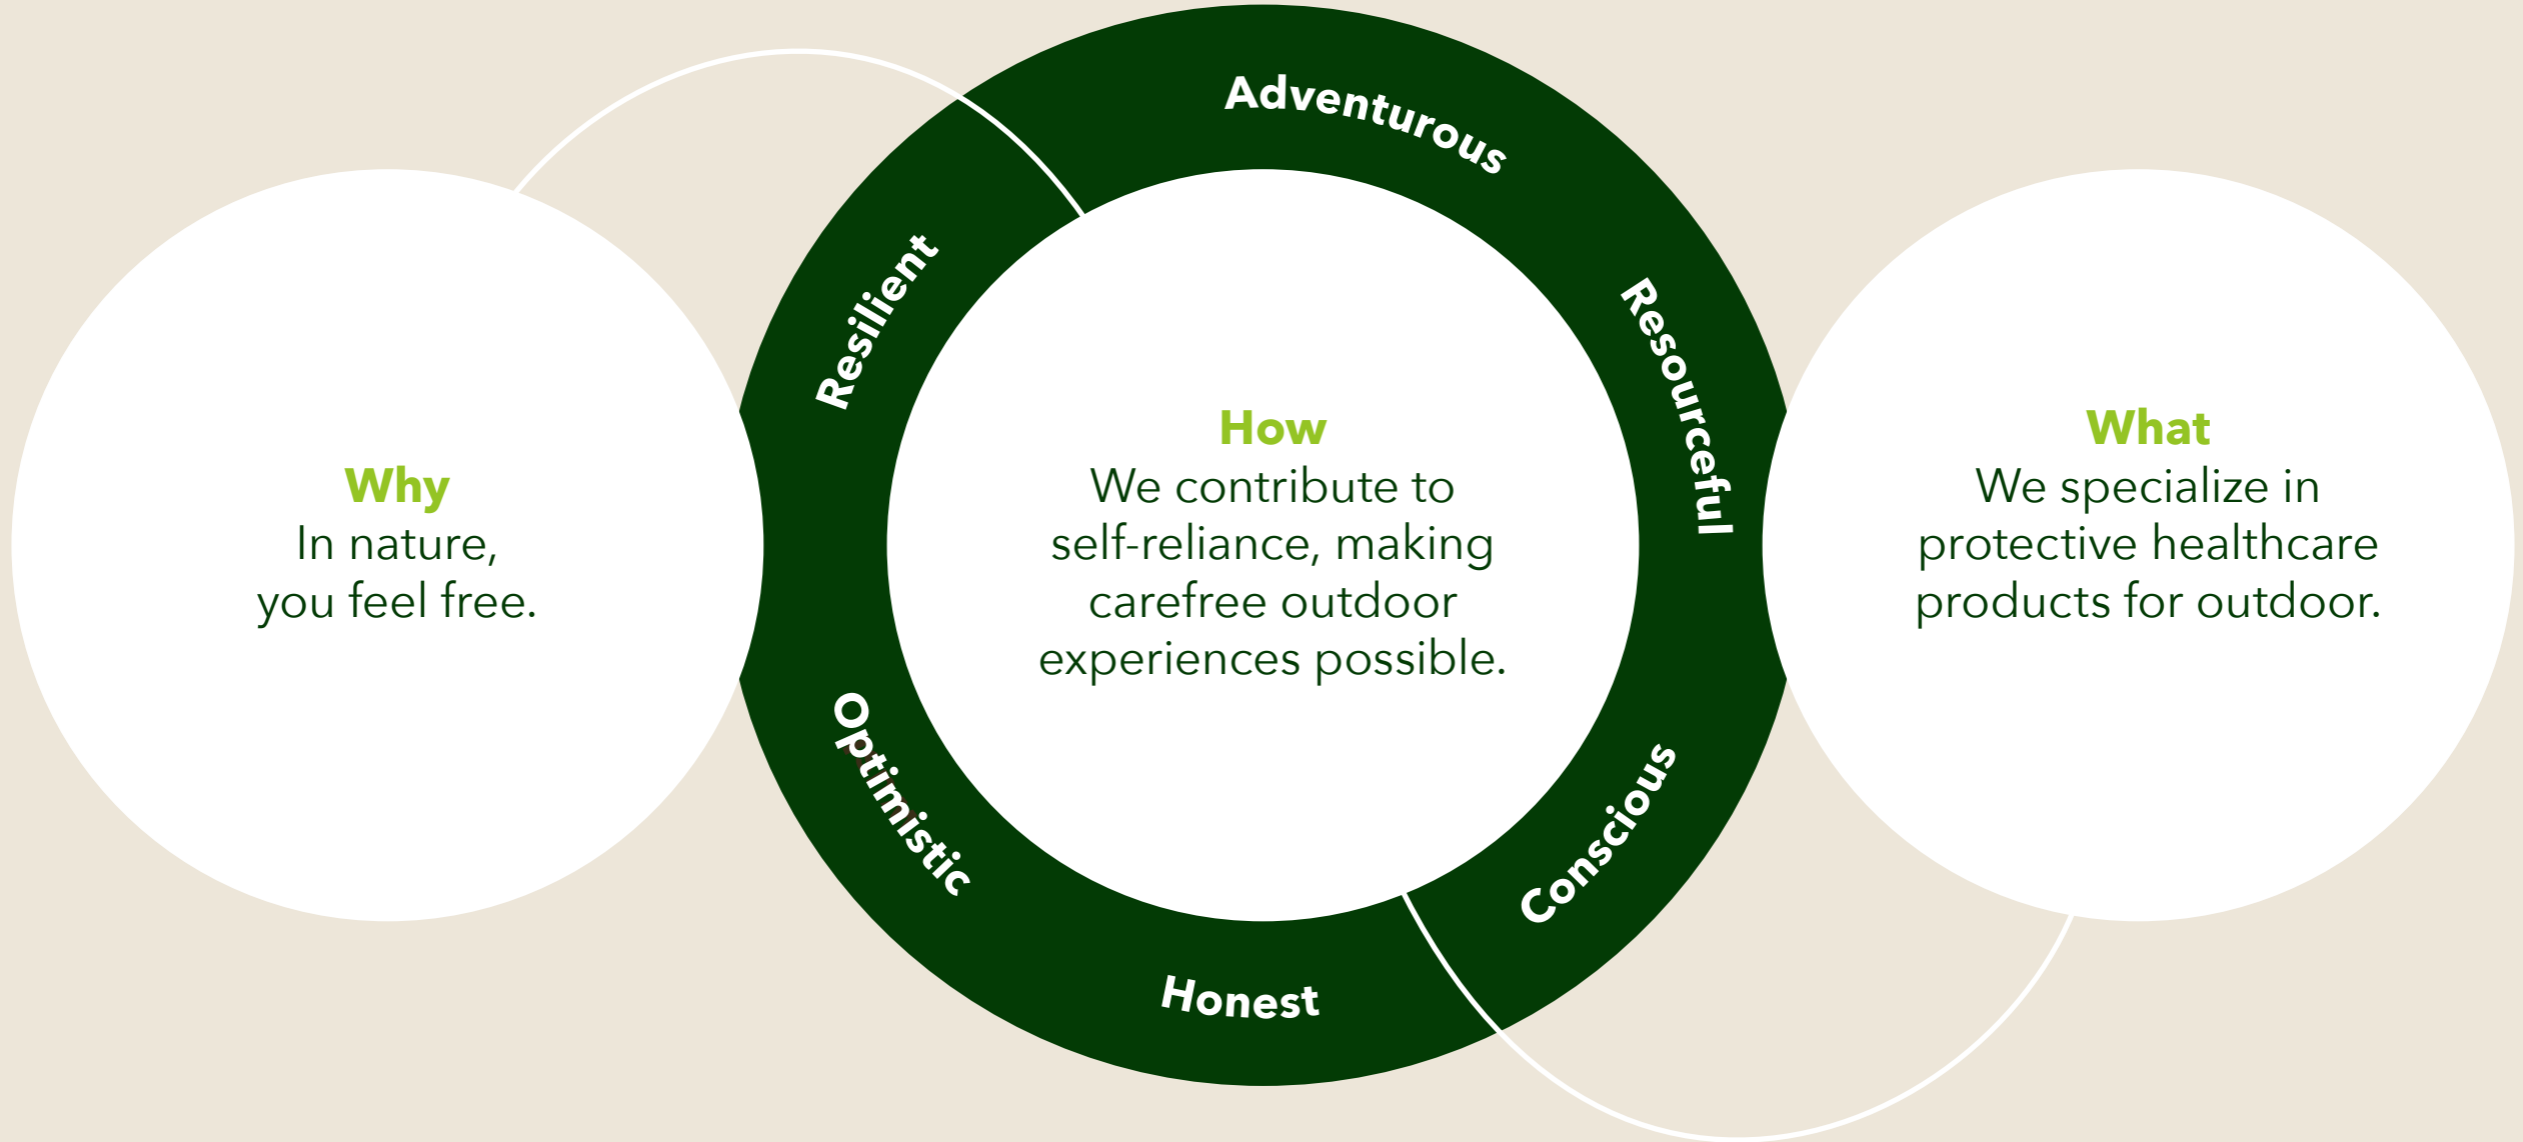 Why
In nature,
you feel free.
Adventurous
Resilient
Resourceful
How
We contribute to
self-reliance, making
carefree outdoor
experiences possible.
Optimistic
Conscious
Honest
What
We specialize in
protective healthcare
products for outdoor.